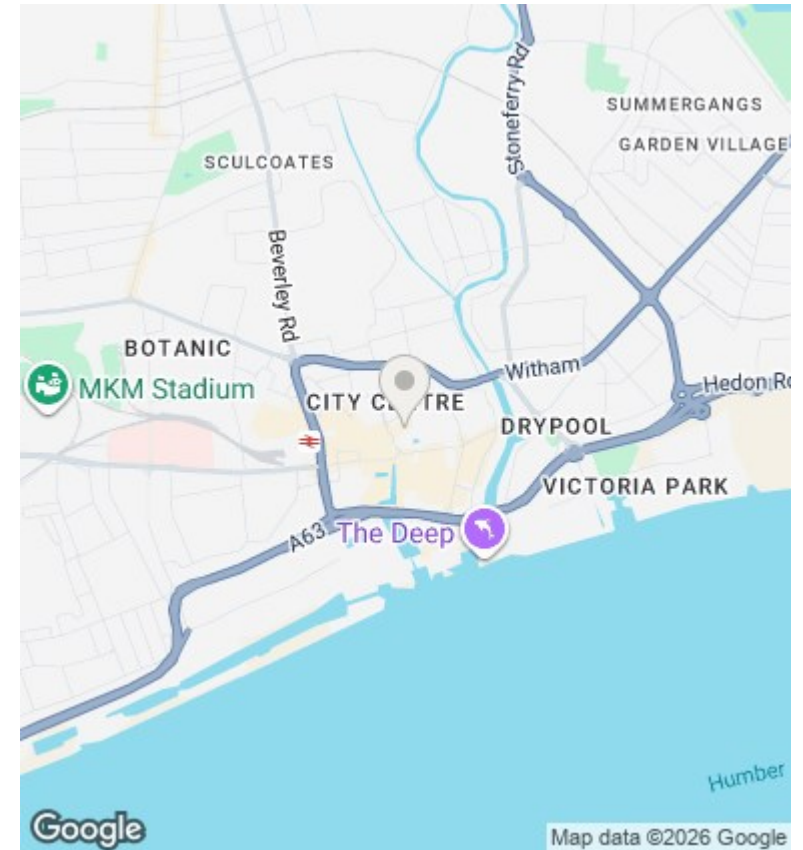 Stoneferry Rd
SUMMERGANGS
GARDEN VILLAGE
SCULCOATES
Beverley Rd
BOTANIC
MKM Stadium
Witham
Hedon Rd
CITY CENTRE
DRYPOOL
VICTORIA PARK
A63
The Deep
Humber
Google
Map data ©2026 Google